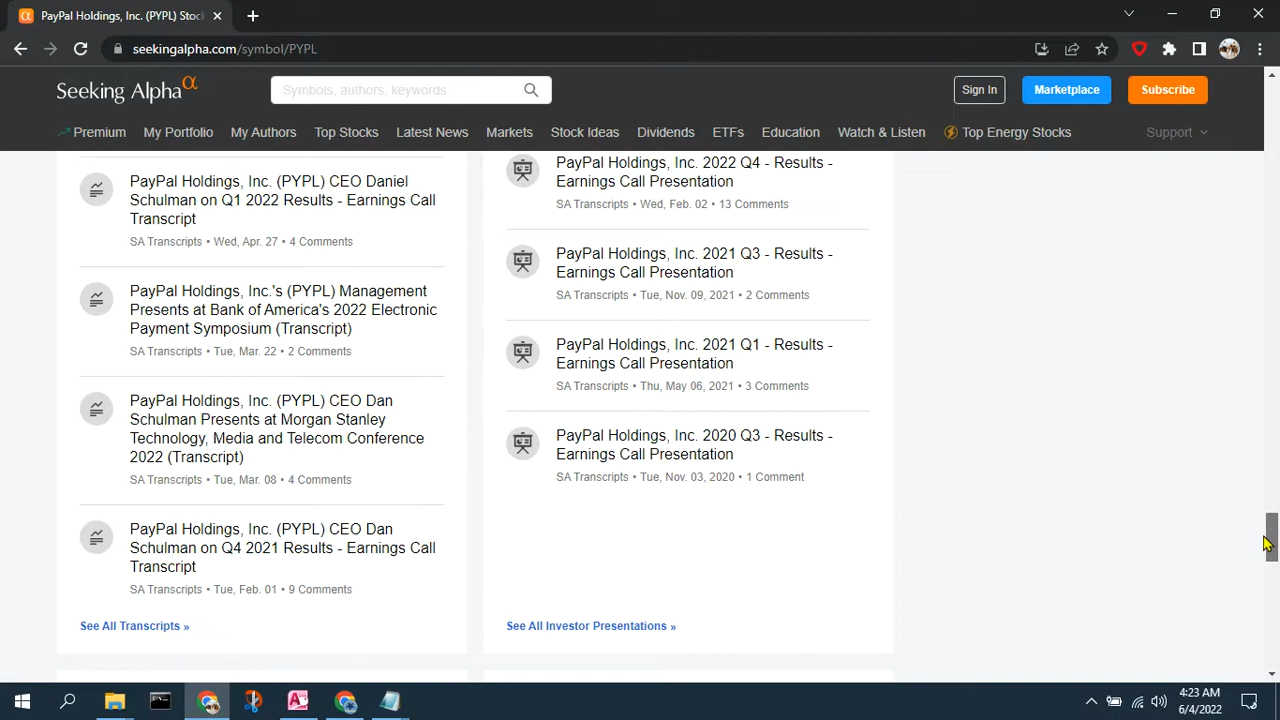 PayPal Holdings, Inc. (PYPL) Stoc
seekingalpha.com/symbol/PYPL
Seeking Alpha α
Symbols, authors, keywords
Sign In
Marketplace
Subscribe
Premium
My Portfolio
My Authors
Top Stocks
Latest News
Markets
Stock Ideas
Dividends
ETFs
Education
Watch & Listen
Top Energy Stocks
Support
PayPal Holdings, Inc. (PYPL) CEO Daniel
Schulman on Q1 2022 Results - Earnings Call
Transcript
SA Transcripts • Wed, Apr. 27 • 4 Comments
PayPal Holdings, Inc.'s (PYPL) Management
Presents at Bank of America's 2022 Electronic
Payment Symposium (Transcript)
SA Transcripts • Tue, Mar. 22 • 2 Comments
PayPal Holdings, Inc. (PYPL) CEO Dan
Schulman Presents at Morgan Stanley
Technology, Media and Telecom Conference
2022 (Transcript)
SA Transcripts • Tue, Mar. 08 • 4 Comments
PayPal Holdings, Inc. (PYPL) CEO Dan
Schulman on Q4 2021 Results - Earnings Call
Transcript
SA Transcripts • Tue, Feb. 01 • 9 Comments
See All Transcripts »
PayPal Holdings, Inc. 2022 Q4 - Results -
Earnings Call Presentation
SA Transcripts • Wed, Feb. 02 • 13 Comments
PayPal Holdings, Inc. 2021 Q3 - Results -
Earnings Call Presentation
SA Transcripts • Tue, Nov. 09, 2021 • 2 Comments
PayPal Holdings, Inc. 2021 Q1 - Results -
Earnings Call Presentation
SA Transcripts • Thu, May 06, 2021 • 3 Comments
PayPal Holdings, Inc. 2020 Q3 - Results -
Earnings Call Presentation
SA Transcripts • Tue, Nov. 03, 2020 • 1 Comment
See All Investor Presentations »
4:23 AM
6/4/2022